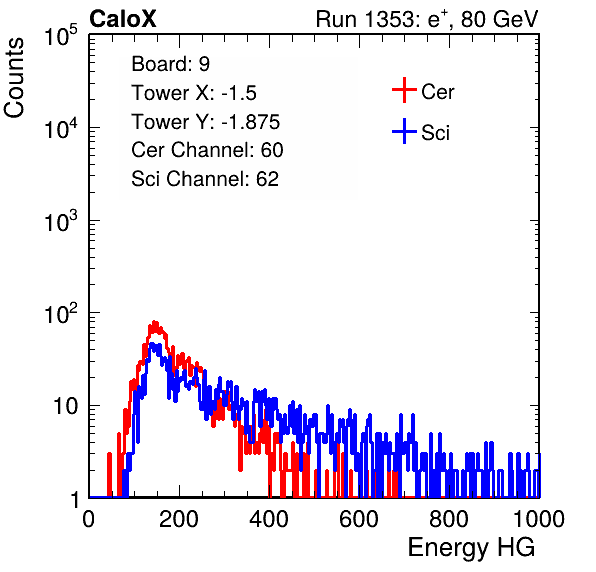 CaloX Run 1353: e+, 80 GeV
Counts
Board: 9
Tower X: -1.5
Tower Y: -1.875
Cer Channel: 60
Sci Channel: 62
Cer
Sci
10^5
10^4
10^3
10^2
10
1
0 200 400 600 800 1000
Energy HG